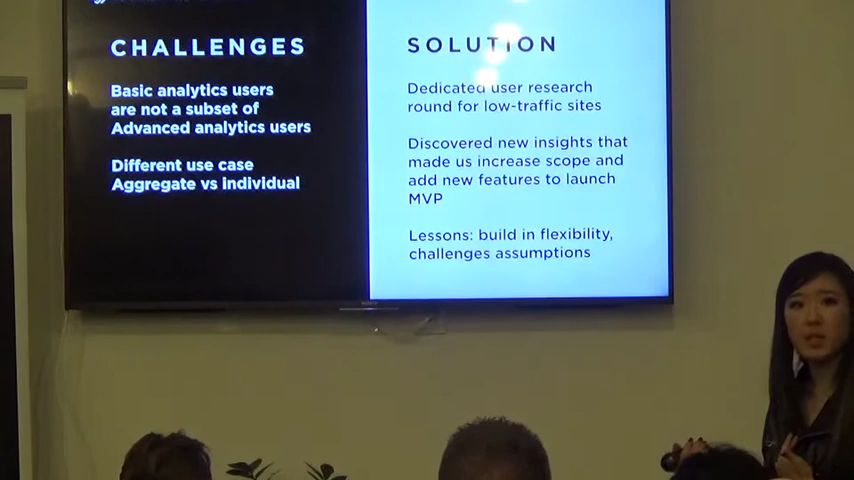 CHALLENGES
Basic analytics users
are not a subset of
Advanced analytics users
Different use case
Aggregate vs individual
SOLUTION
Dedicated user research
round for low-traffic sites
Discovered new insights that
made us increase scope and
add new features to launch
MVP
Lessons: build in flexibility,
challenges assumptions